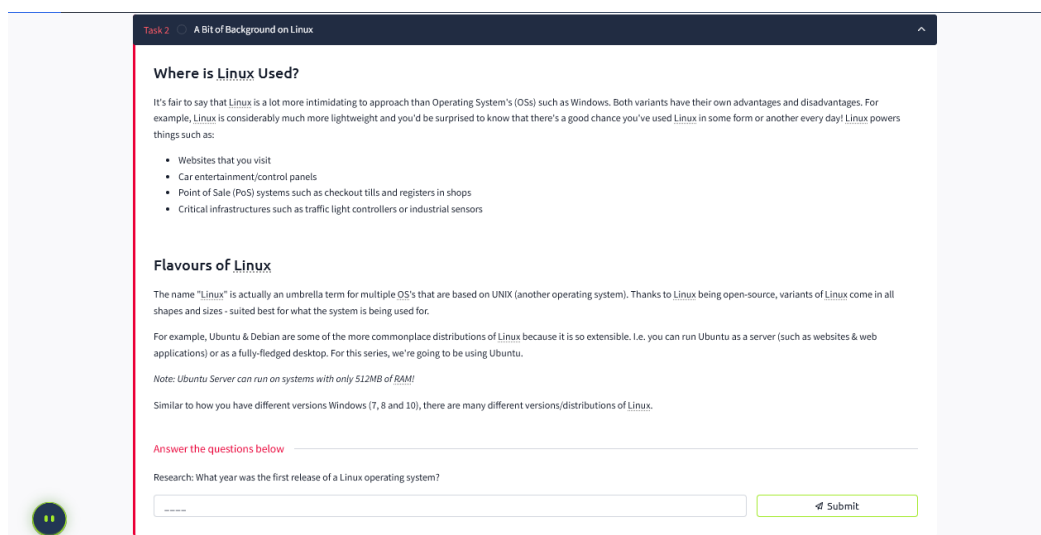 Task 2 A Bit of Background on Linux
Where is Linux Used?
It's fair to say that Linux is a lot more intimidating to approach than Operating System's (OSs) such as Windows. Both variants have their own advantages and disadvantages. For
example, Linux is considerably much more lightweight and you'd be surprised to know that there's a good chance you've used Linux in some form or another every day! Linux powers
things such as:
• Websites that you visit
• Car entertainment/control panels
• Point of Sale (PoS) systems such as checkout tills and registers in shops
• Critical infrastructures such as traffic light controllers or industrial sensors
Flavours of Linux
The name "Linux" is actually an umbrella term for multiple OS's that are based on UNIX (another operating system). Thanks to Linux being open-source, variants of Linux come in all
shapes and sizes - suited best for what the system is being used for.
For example, Ubuntu & Debian are some of the more commonplace distributions of Linux because it is so extensible. I.e. you can run Ubuntu as a server (such as websites & web
applications) or as a fully-fledged desktop. For this series, we're going to be using Ubuntu.
Note: Ubuntu Server can run on systems with only 512MB of RAM!
Similar to how you have different versions Windows (7, 8 and 10), there are many different versions/distributions of Linux.
Answer the questions below
Research: What year was the first release of a Linux operating system?
____
Submit